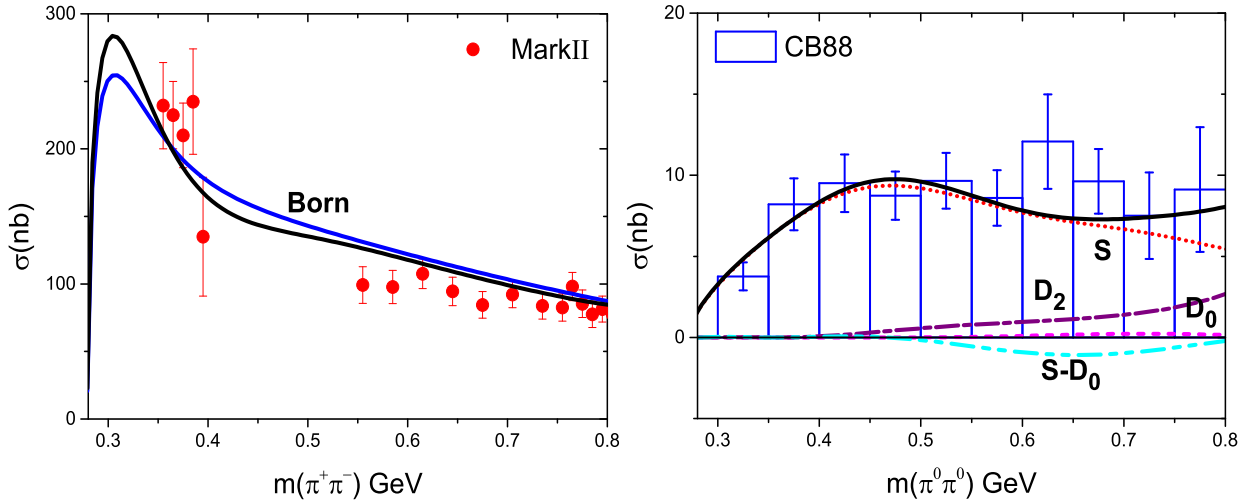 300
200
100
0
σ(nb)
0.3
0.4
0.5
0.6
0.7
0.8
m(π⁺π⁻) GeV
MarkII
Born
20
10
0
σ(nb)
0.3
0.4
0.5
0.6
0.7
0.8
m(π⁰π⁰) GeV
CB88
S
D₂
D₀
S-D₀